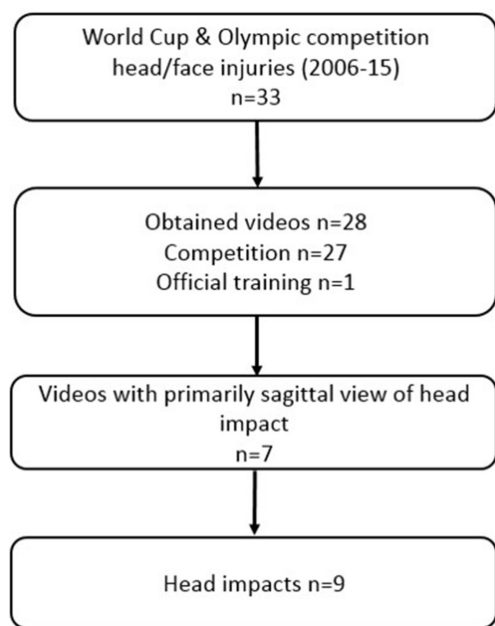 World Cup & Olympic competition
head/face injuries (2006-15)
n=33
Obtained videos n=28
Competition n=27
Official training n=1
Videos with primarily sagittal view of head
impact
n=7
Head impacts n=9